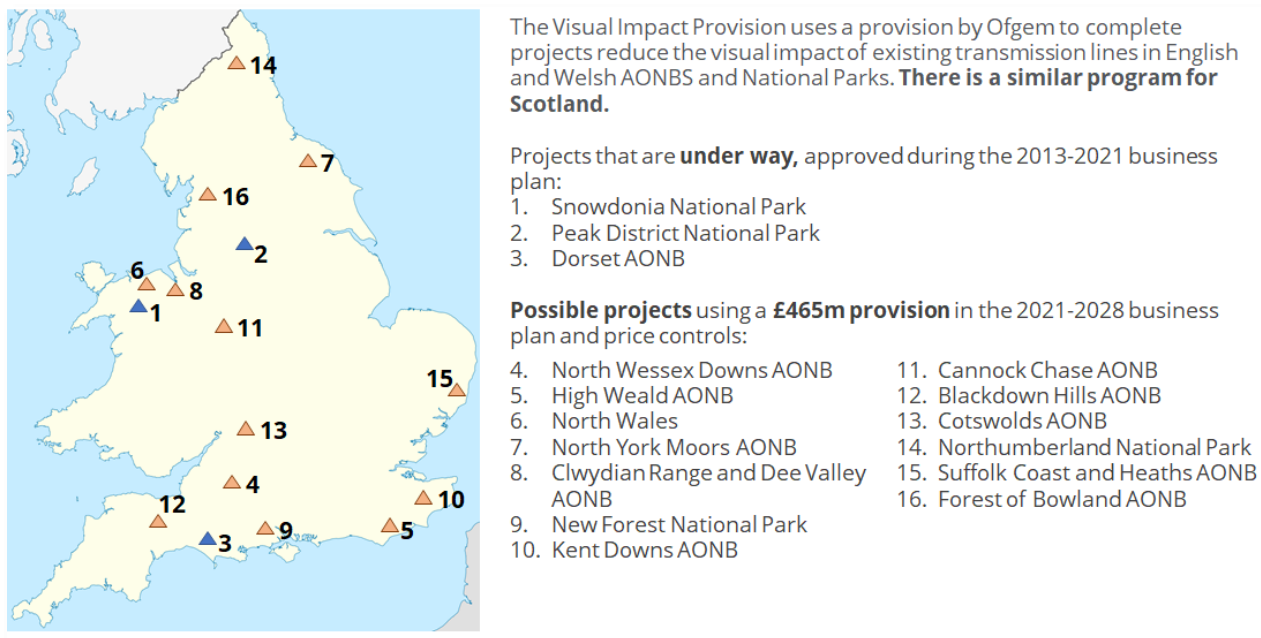 The Visual Impact Provision uses a provision by Ofgem to complete
projects reduce the visual impact of existing transmission lines in English
and Welsh AONBS and National Parks. There is a similar program for
Scotland.
Projects that are under way, approved during the 2013-2021 business
plan:
1. Snowdonia National Park
2. Peak District National Park
3. Dorset AONB
Possible projects using a £465m provision in the 2021-2028 business
plan and price controls:
4. North Wessex Downs AONB
5. High Weald AONB
6. North Wales
7. North York Moors AONB
8. Clwydian Range and Dee Valley
AONB
9. New Forest National Park
10. Kent Downs AONB
11. Cannock Chase AONB
12. Blackdown Hills AONB
13. Cotswolds AONB
14. Northumberland National Park
15. Suffolk Coast and Heaths AONB
16. Forest of Bowland AONB
14
7
16
2
6
8
1
11
15
13
4
10
12
9
5
3